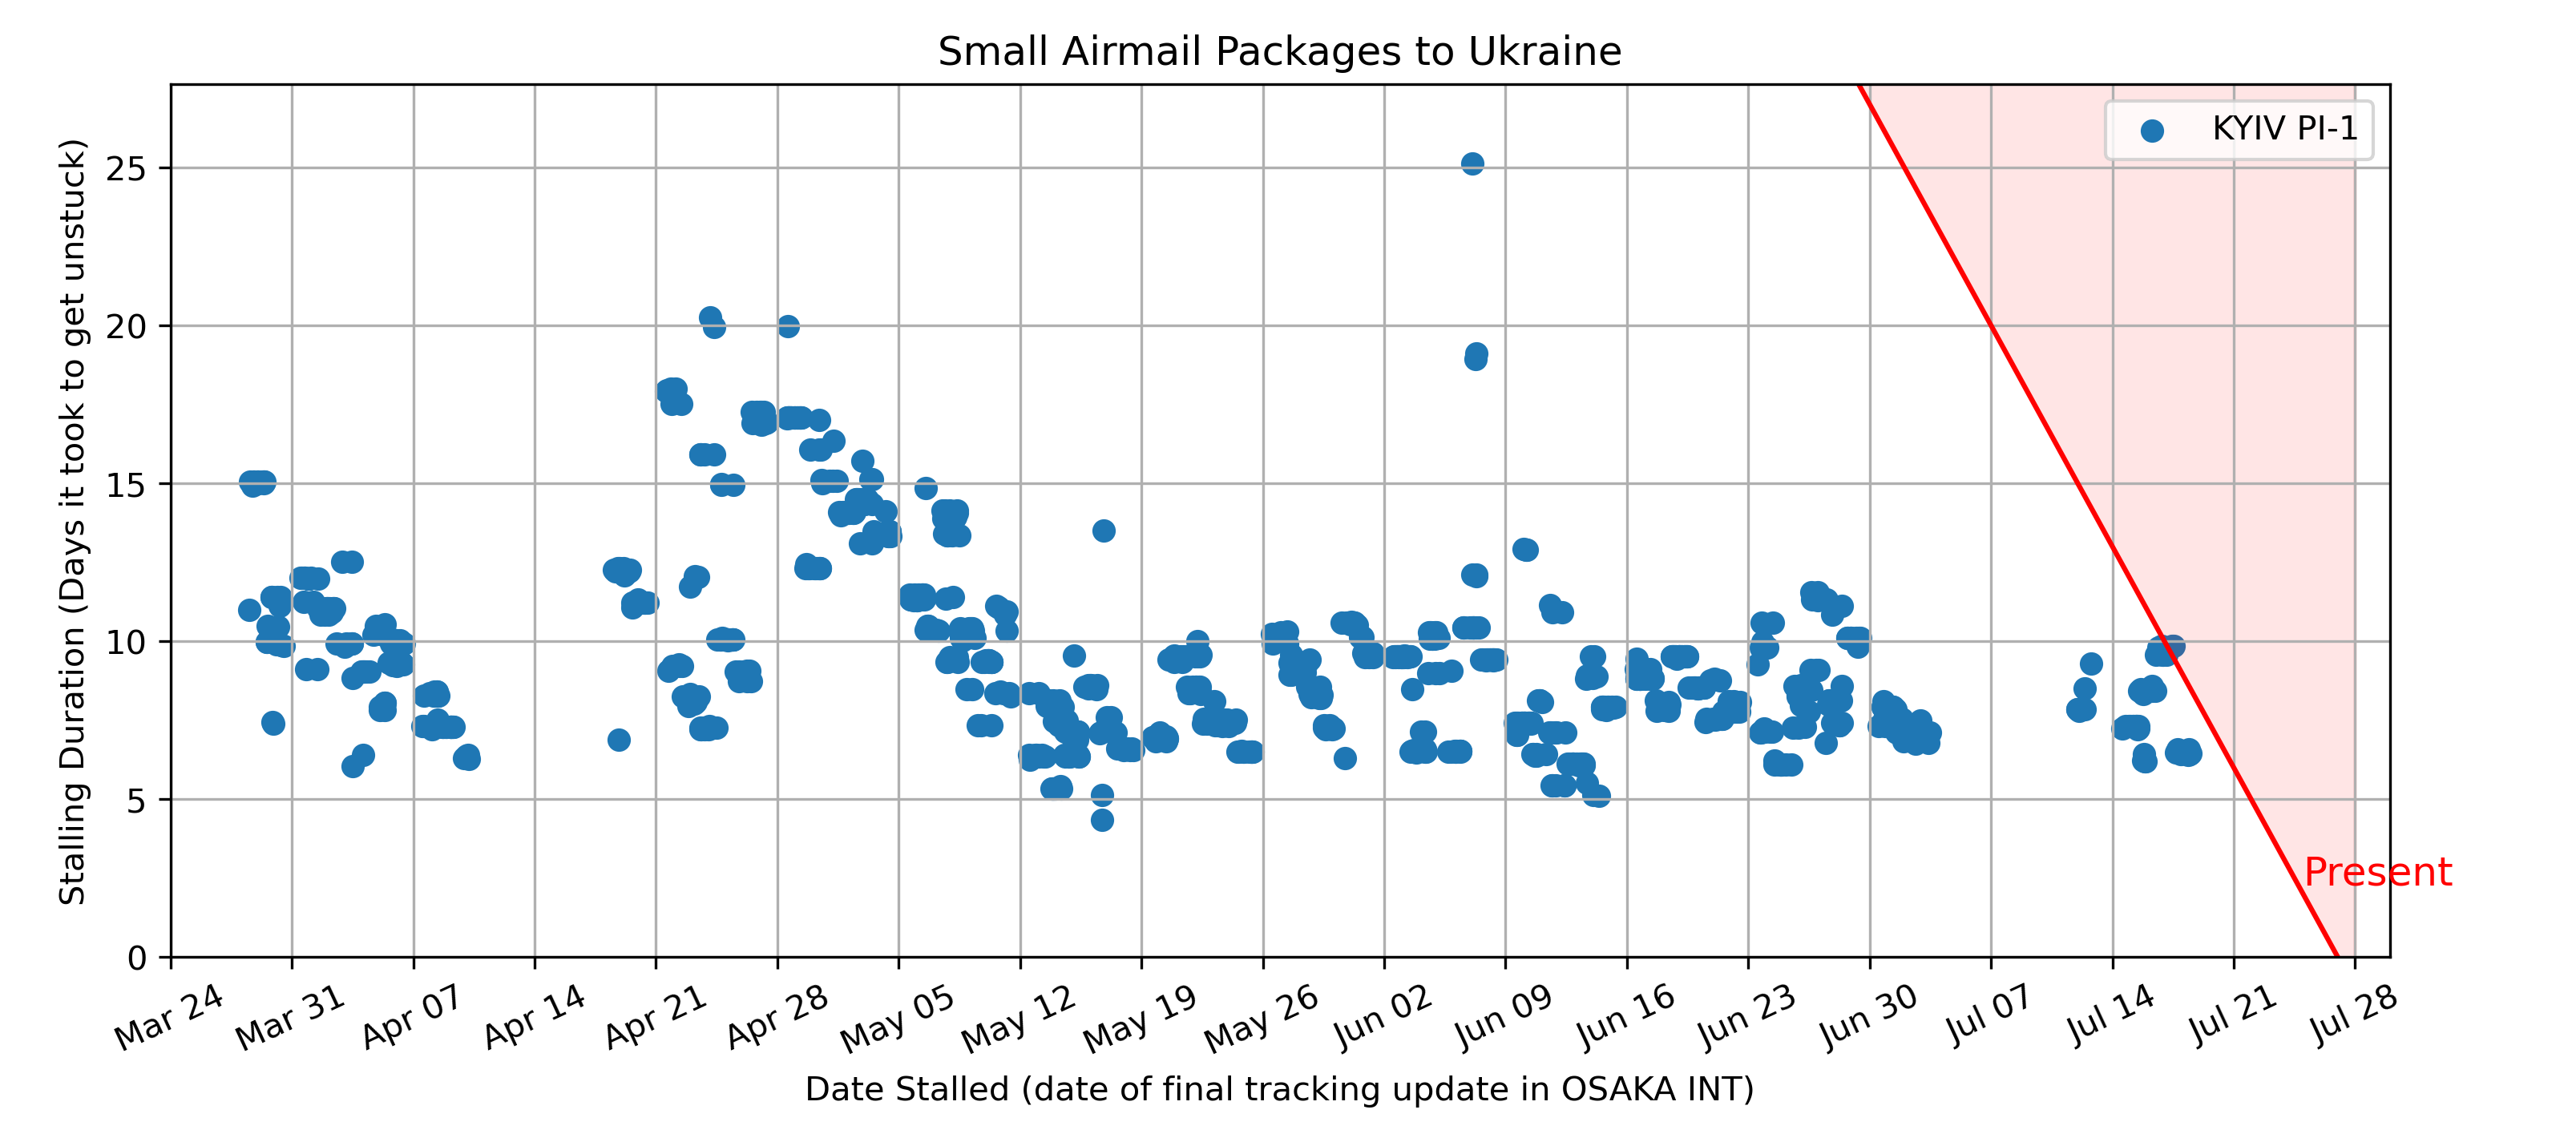 Small Airmail Packages to Ukraine
KYIV PI-1
Stalling Duration (Days it took to get unstuck)
25
20
15
10
5
0
Present
Mar 24
Mar 31
Apr 07
Apr 14
Apr 21
Apr 28
May 05
May 12
May 19
May 26
Jun 02
Jun 09
Jun 16
Jun 23
Jun 30
Jul 07
Jul 14
Jul 21
Jul 28
Date Stalled (date of final tracking update in OSAKA INT)